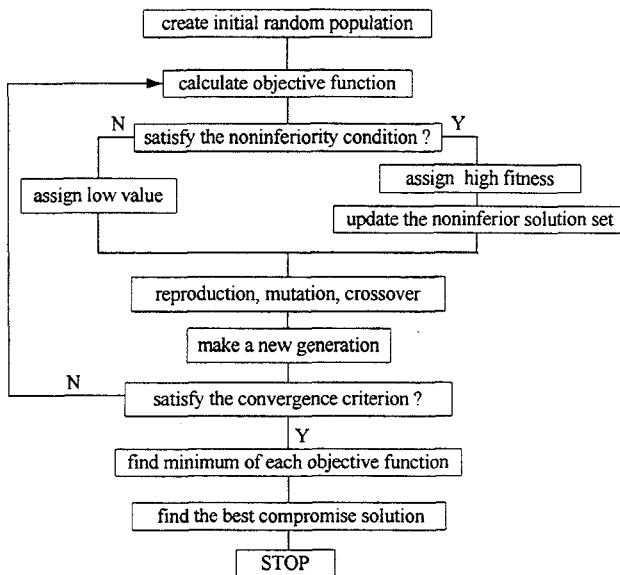 create initial random population
calculate objective function
N
satisfy the noninferiority condition ?
Y
assign high fitness
assign low value
update the noninferior solution set
reproduction, mutation, crossover
make a new generation
N
satisfy the convergence criterion ?
Y
find minimum of each objective function
find the best compromise solution
STOP